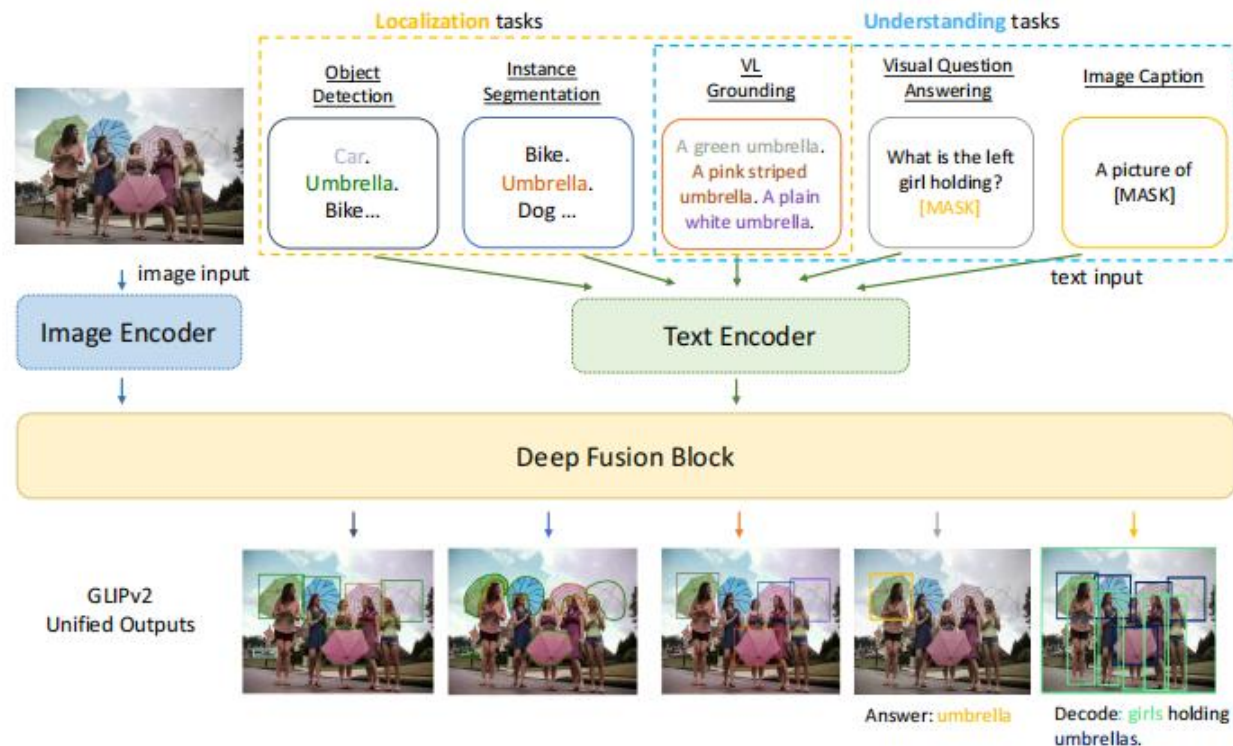 Localization tasks
Understanding tasks
Object
Detection
Instance
Segmentation
VL
Grounding
Visual Question
Answering
Image Caption
Car.
Umbrella.
Bike...
Bike.
Umbrella.
Dog ...
A green umbrella.
A pink striped
umbrella. A plain
white umbrella.
What is the left
girl holding?
[MASK]
A picture of
[MASK]
image input
text input
Image Encoder
Text Encoder
Deep Fusion Block
GLIPv2
Unified Outputs
Answer: umbrella
Decode: girls holding
umbrellas.